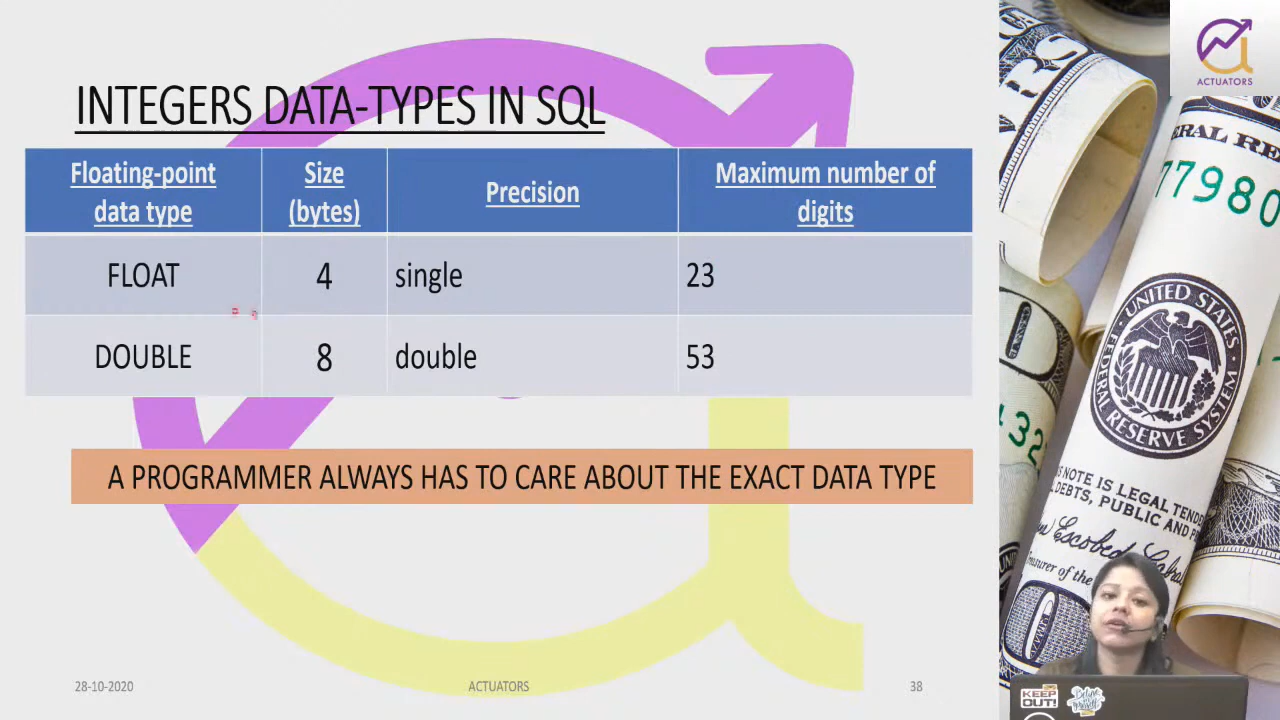 INTEGERS DATA-TYPES IN SQL
Floating-point data type
Size (bytes)
Precision
Maximum number of digits
FLOAT
4
single
23
DOUBLE
8
double
53
A PROGRAMMER ALWAYS HAS TO CARE ABOUT THE EXACT DATA TYPE
28-10-2020
ACTUATORS
38
ACTUATORS
77980
UNITED STATES
FEDERAL RESERVE SYSTEM
NOTE IS LEGAL TENDE
DEBTS, PUBLIC AND PR
KEEP
OUT!